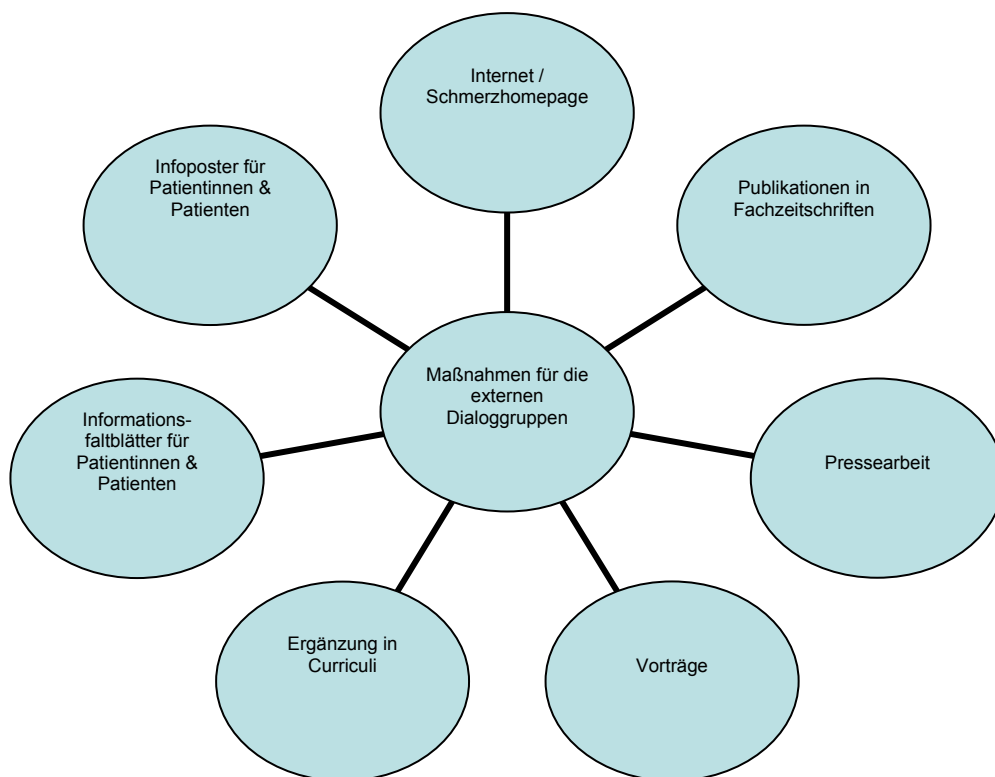 Internet /
Schmerzhomepage
Infoposter für
Patientinnen &
Patienten
Publikationen in
Fachzeitschriften
Maßnahmen für die
externen
Dialoggruppen
Informations-
faltblätter für
Patientinnen &
Patienten
Pressearbeit
Ergänzung in
Curriculi
Vorträge